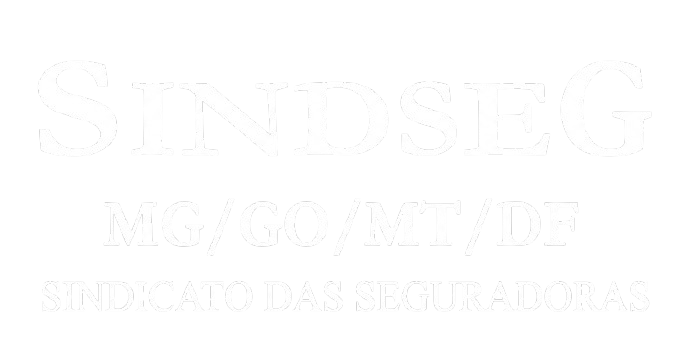 SINDSEG
MG/GO/MT/DF
SINDICATO DAS SEGURADORAS